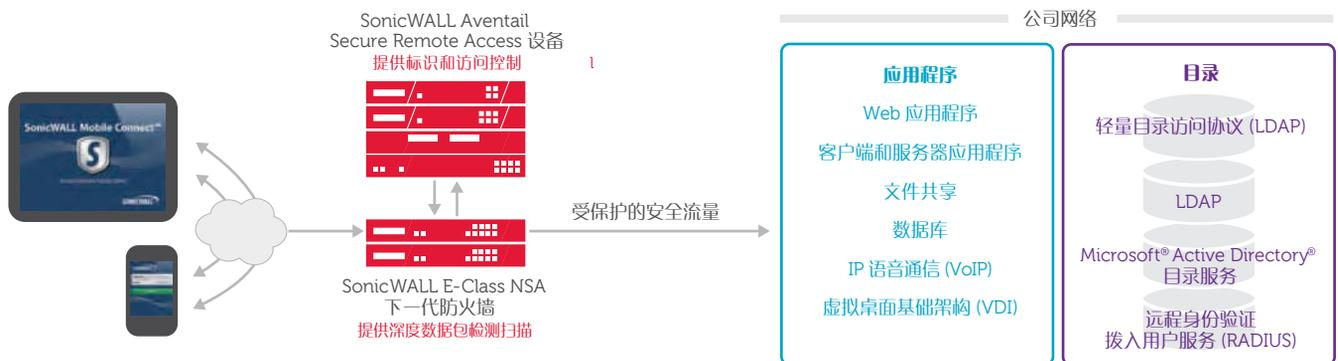 SonicWALL Aventail
Secure Remote Access 设备
提供标识和访问控制
l
SonicWALL Mobile Connect™
S
SONICWALL
SonicWALL E-Class NSA
下一代防火墙
提供深度数据包检测扫描
受保护的安全流量
公司网络
应用程序
Web 应用程序
客户端和服务器应用程序
文件共享
数据库
IP 语音通信 (VoIP)
虚拟桌面基础架构 (VDI)
目录
轻量目录访问协议 (LDAP)
LDAP
Microsoft® Active Directory®
目录服务
远程身份验证
拨入用户服务 (RADIUS)